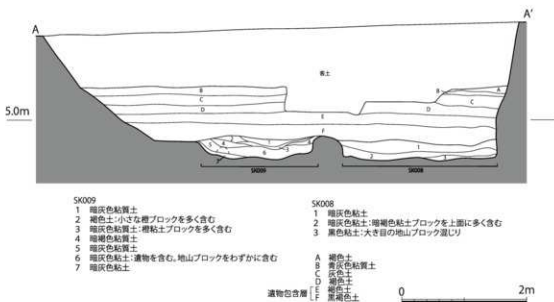 A
A'
客土
B
C
D
B
A
C
D
5.0m
E
F
SK009
SK008
SK009
1 暗灰色粘質土
2 褐色土:小さな橙ブロックを多く含む
3 暗灰色粘質土:橙粘土ブロックを多く含む
4 暗褐色粘質土
5 暗灰色粘質土
6 暗灰色粘土:遺物を含む。地山ブロックをわずかに含む
7 暗灰色粘土
SK008
1 暗灰色粘土
2 暗灰色粘土:暗褐色粘土ブロックを上面に多く含む
3 黒色粘土:大き目の地山ブロック混じり
A 褐色土
B 青灰色粘質土
C 灰色土
D 褐色土
遺物包含層
E 褐色土
F 黒褐色土
0 2m